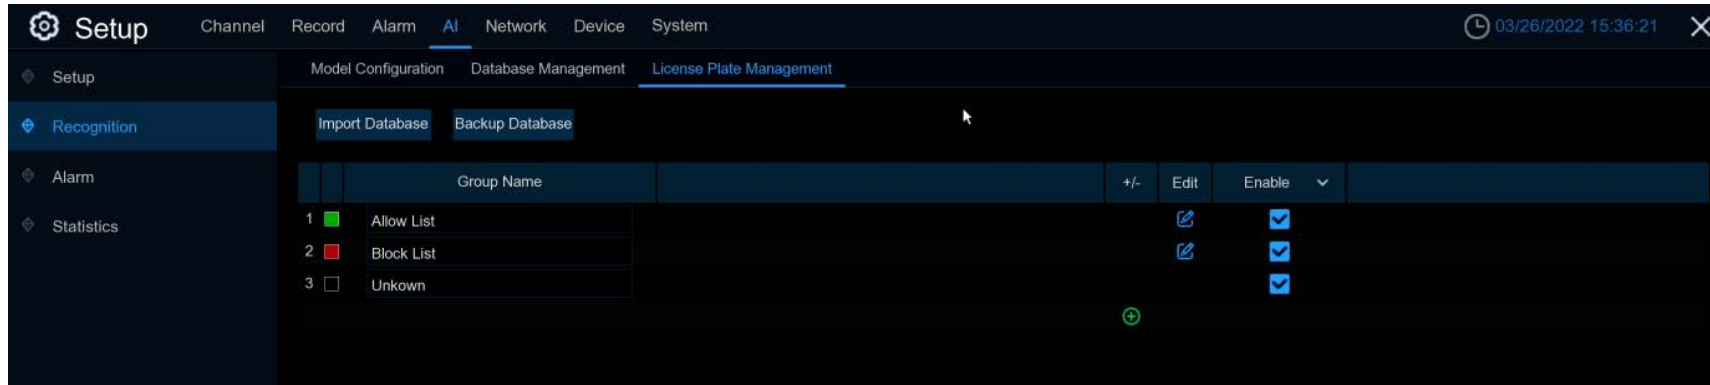 Setup Channel Record Alarm AI Network Device System 03/26/2022 15:36:21
Setup Model Configuration Database Management License Plate Management
Recognition Import Database Backup Database
Alarm Group Name +/- Edit Enable
1 Allow List
Statistics
2 Block List
3 Unkown